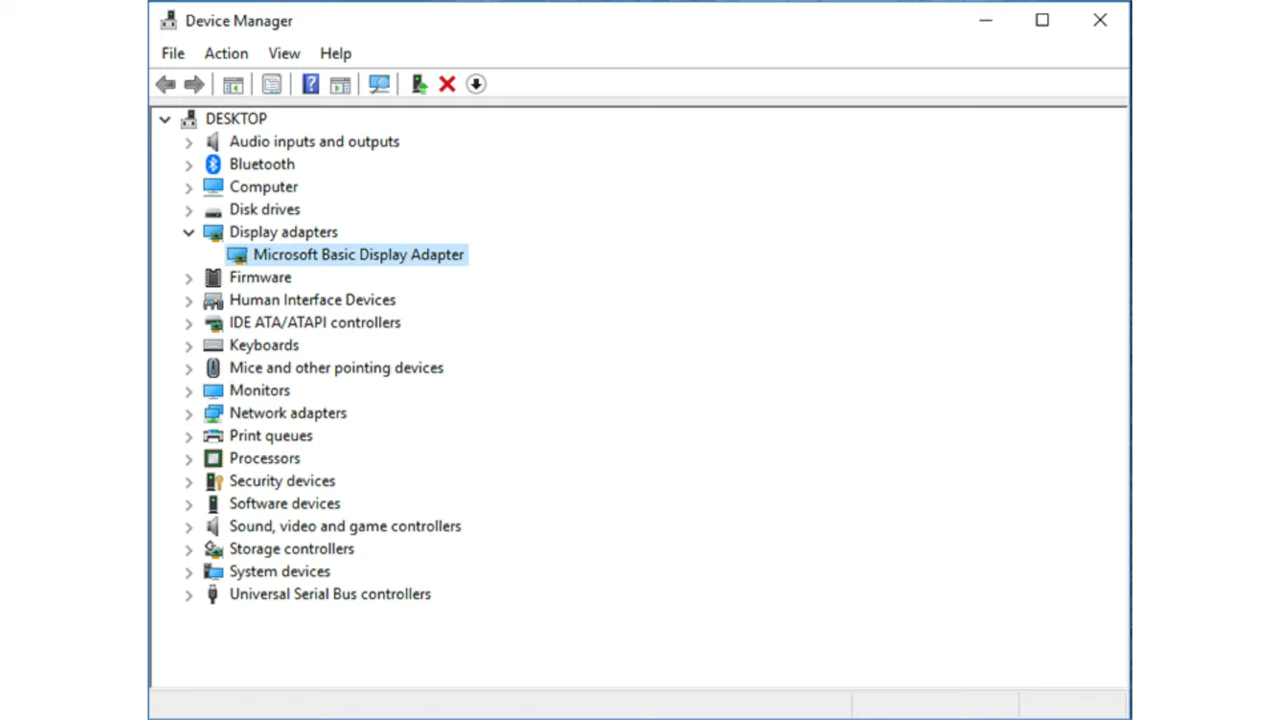 Device Manager
File Action View Help
DESKTOP
Audio inputs and outputs
Bluetooth
Computer
Disk drives
Display adapters
Microsoft Basic Display Adapter
Firmware
Human Interface Devices
IDE ATA/ATAPI controllers
Keyboards
Mice and other pointing devices
Monitors
Network adapters
Print queues
Processors
Security devices
Software devices
Sound, video and game controllers
Storage controllers
System devices
Universal Serial Bus controllers